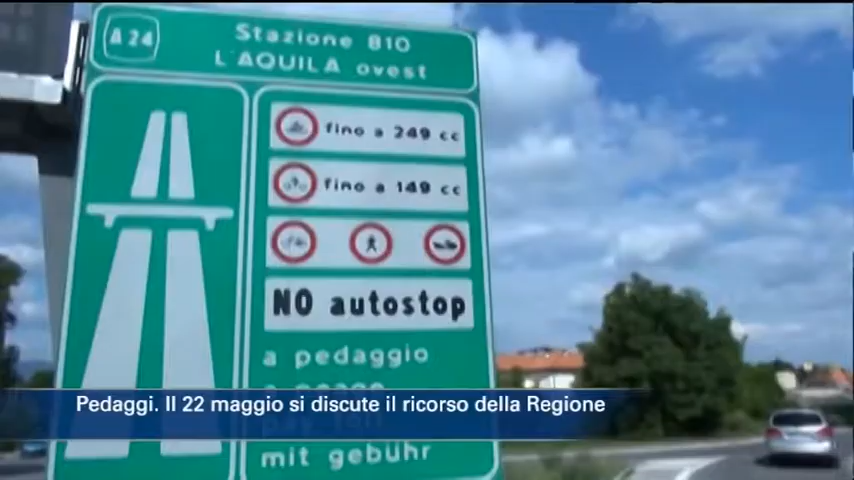 A 24
Stazione 810
L'AQUILA ovest
fino a 249 cc
fino a 149 cc
NO autostop
a pedaggio
Pedaggi. Il 22 maggio si discute il ricorso della Regione
mit gebühr